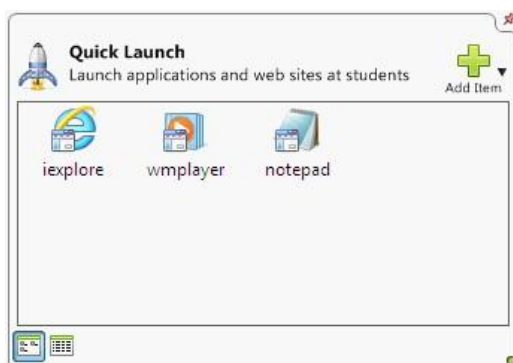 Quick Launch
Launch applications and web sites at students
Add Item
iexplore wmplayer notepad